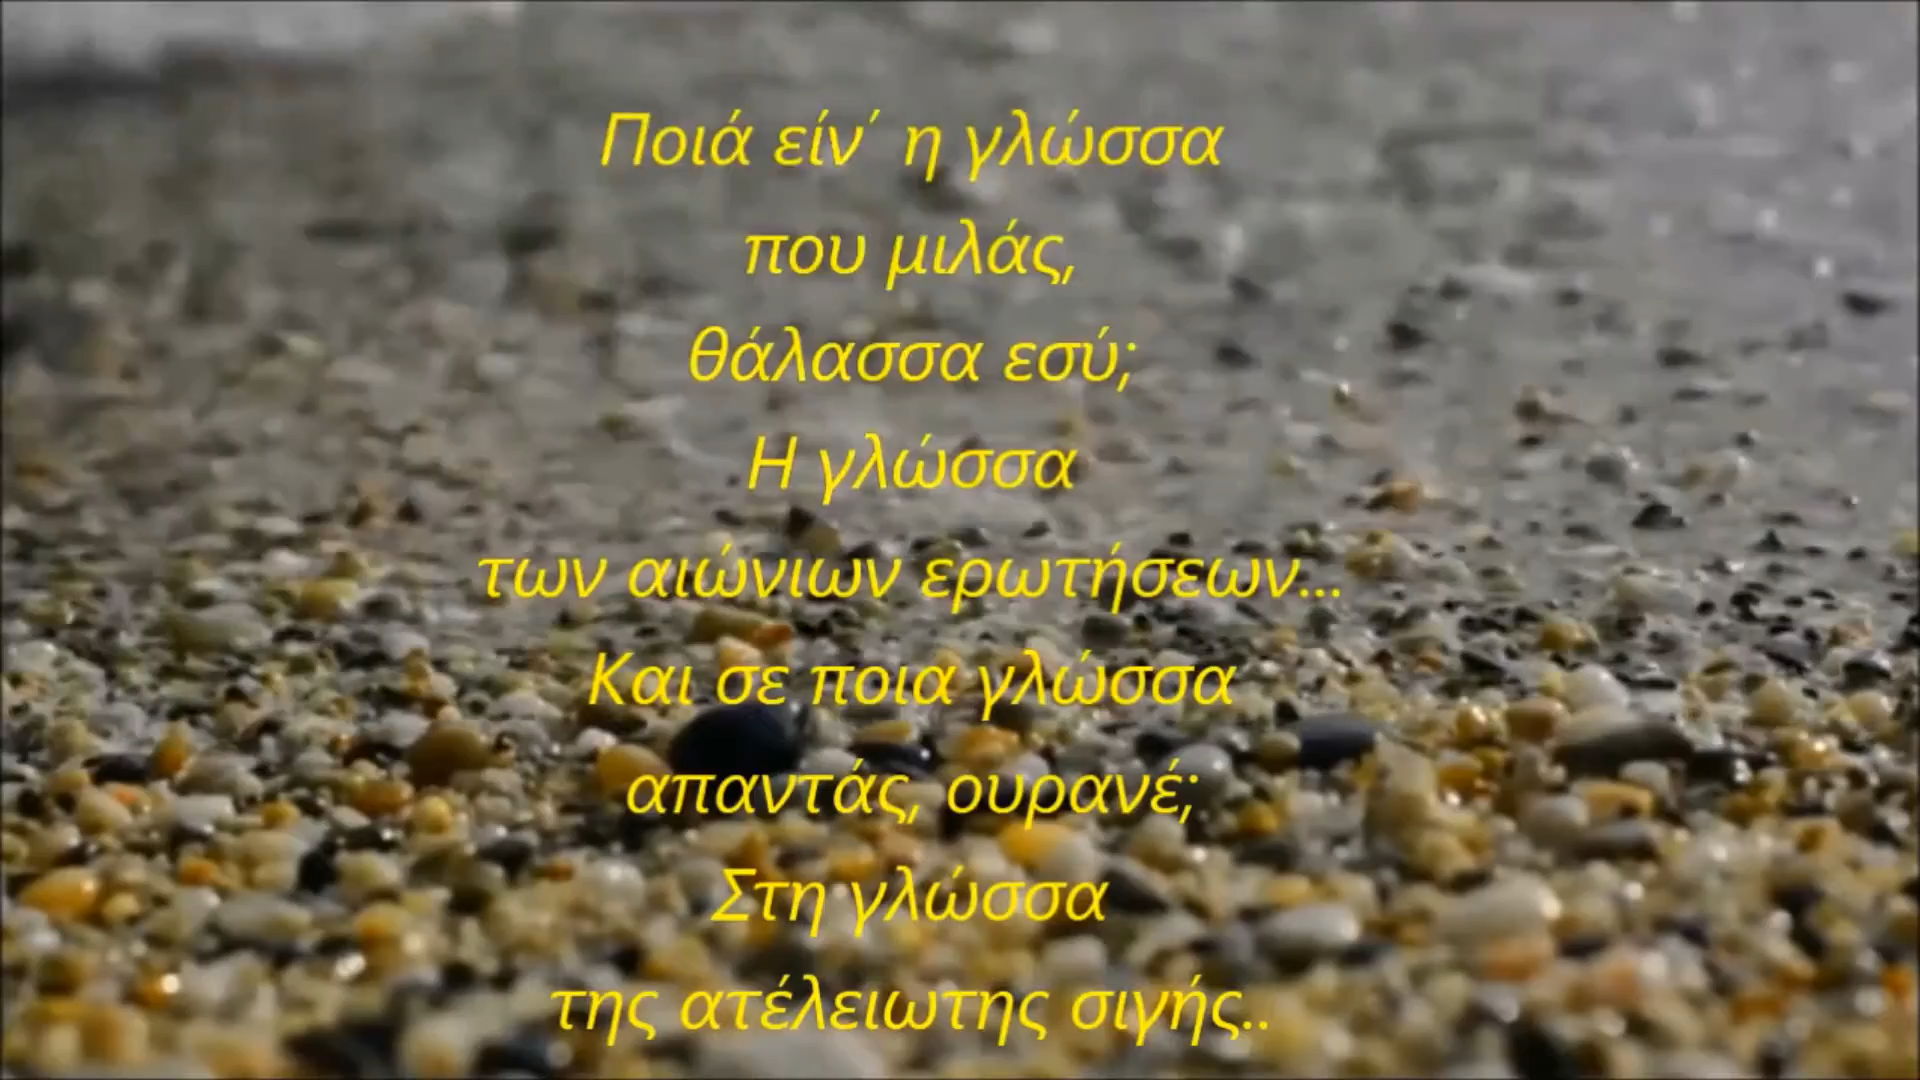 Ποιά είν΄ η γλώσσα
που μιλάς,
θάλασσα εσύ;
Η γλώσσα
των αιώνιων ερωτήσεων...
Και σε ποια γλώσσα
απαντάς, ουρανέ;
Στη γλώσσα
της ατέλειωτης σιγής..